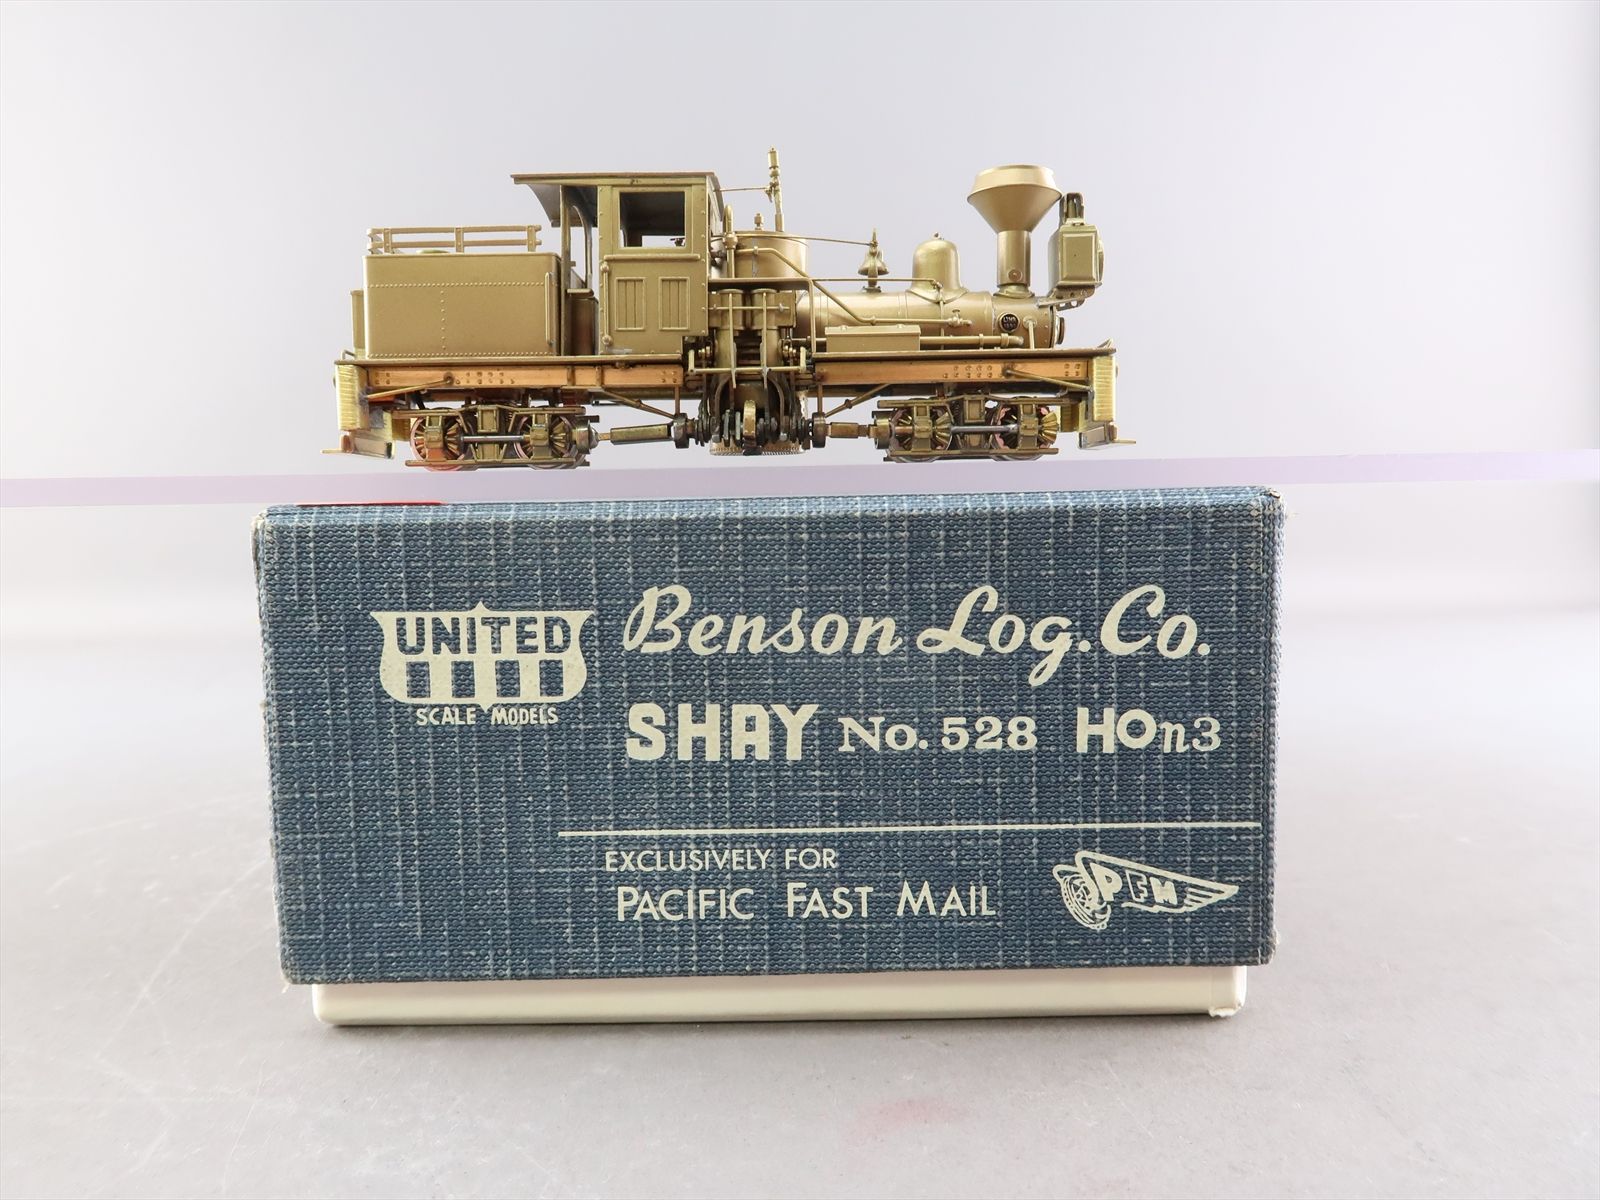 UNITED
SCALE MODELS
Benson Log. Co.
SHAY No. 528 HOn3
EXCLUSIVELY FOR
PACIFIC FAST MAIL
PFM